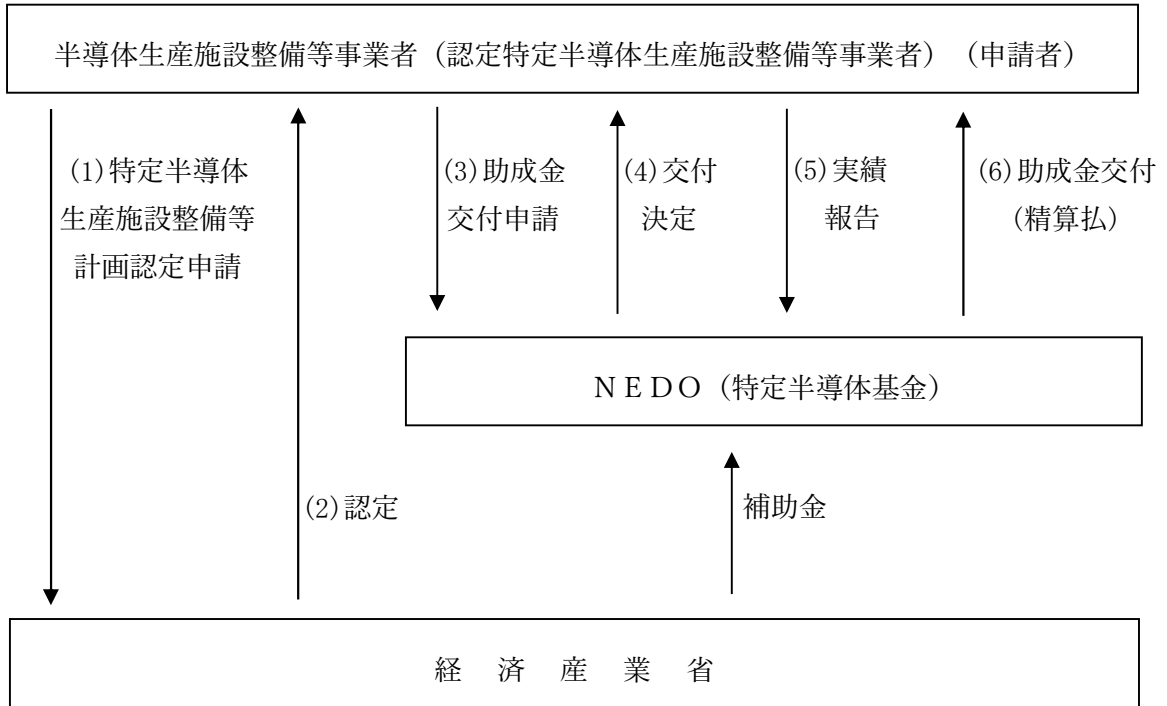 半導体生産施設整備等事業者（認定特定半導体生産施設整備等事業者）（申請者）
(1)特定半導体
生産施設整備等
計画認定申請
(3)助成金
交付申請
(4)交付
決定
(5)実績
報告
(6)助成金交付
（精算払）
ＮＥＤＯ（特定半導体基金）
(2)認定
補助金
経 済 産 業 省